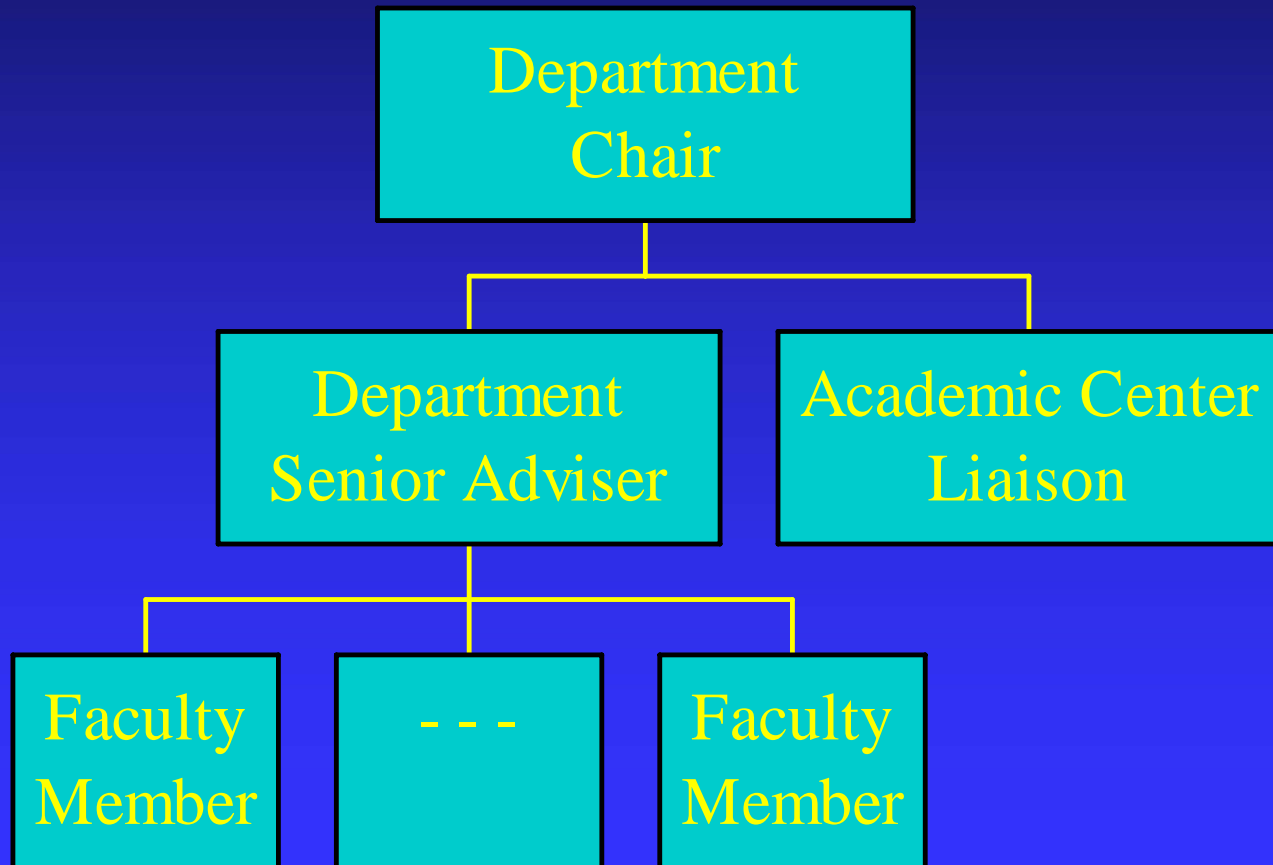 Department
Chair
Department
Senior Adviser
Academic Center
Liaison
Faculty
Member
- - -
Faculty
Member